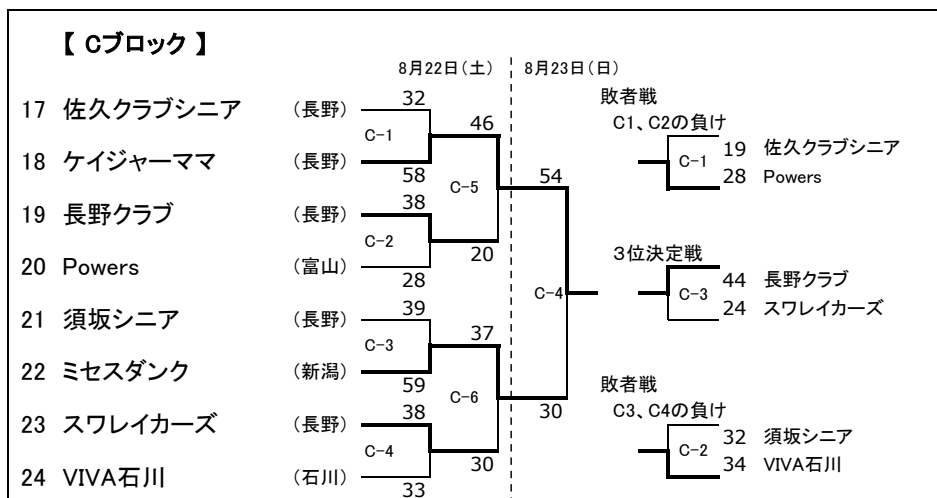 【 Cブロック 】
8月22日(土)
8月23日(日)
17 佐久クラブシニア (長野) 32
C-1
18 ケイジャーママ (長野) 58
46
C-5
19 長野クラブ (長野) 38
C-2
20 Powers (富山) 28
20
54
C-4
30
21 須坂シニア (長野) 39
C-3
22 ミセスダンク (新潟) 59
37
C-6
23 スワレイカーズ (長野) 38
C-4
24 VIVA石川 (石川) 33
30
敗者戦
C1、C2の負け
C-1
19 佐久クラブシニア
28 Powers
3位決定戦
C-3
44 長野クラブ
24 スワレイカーズ
敗者戦
C3、C4の負け
C-2
32 須坂シニア
34 VIVA石川